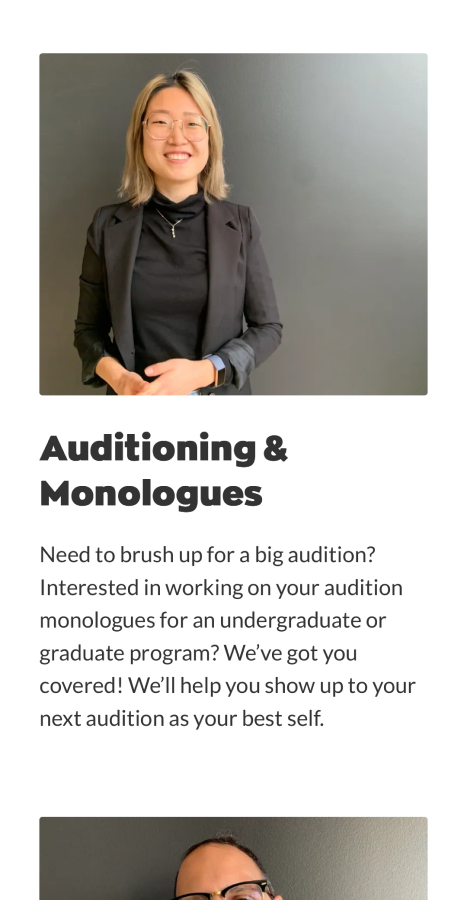 Auditioning &
Monologues
Need to brush up for a big audition?
Interested in working on your audition
monologues for an undergraduate or
graduate program? We’ve got you
covered! We’ll help you show up to your
next audition as your best self.